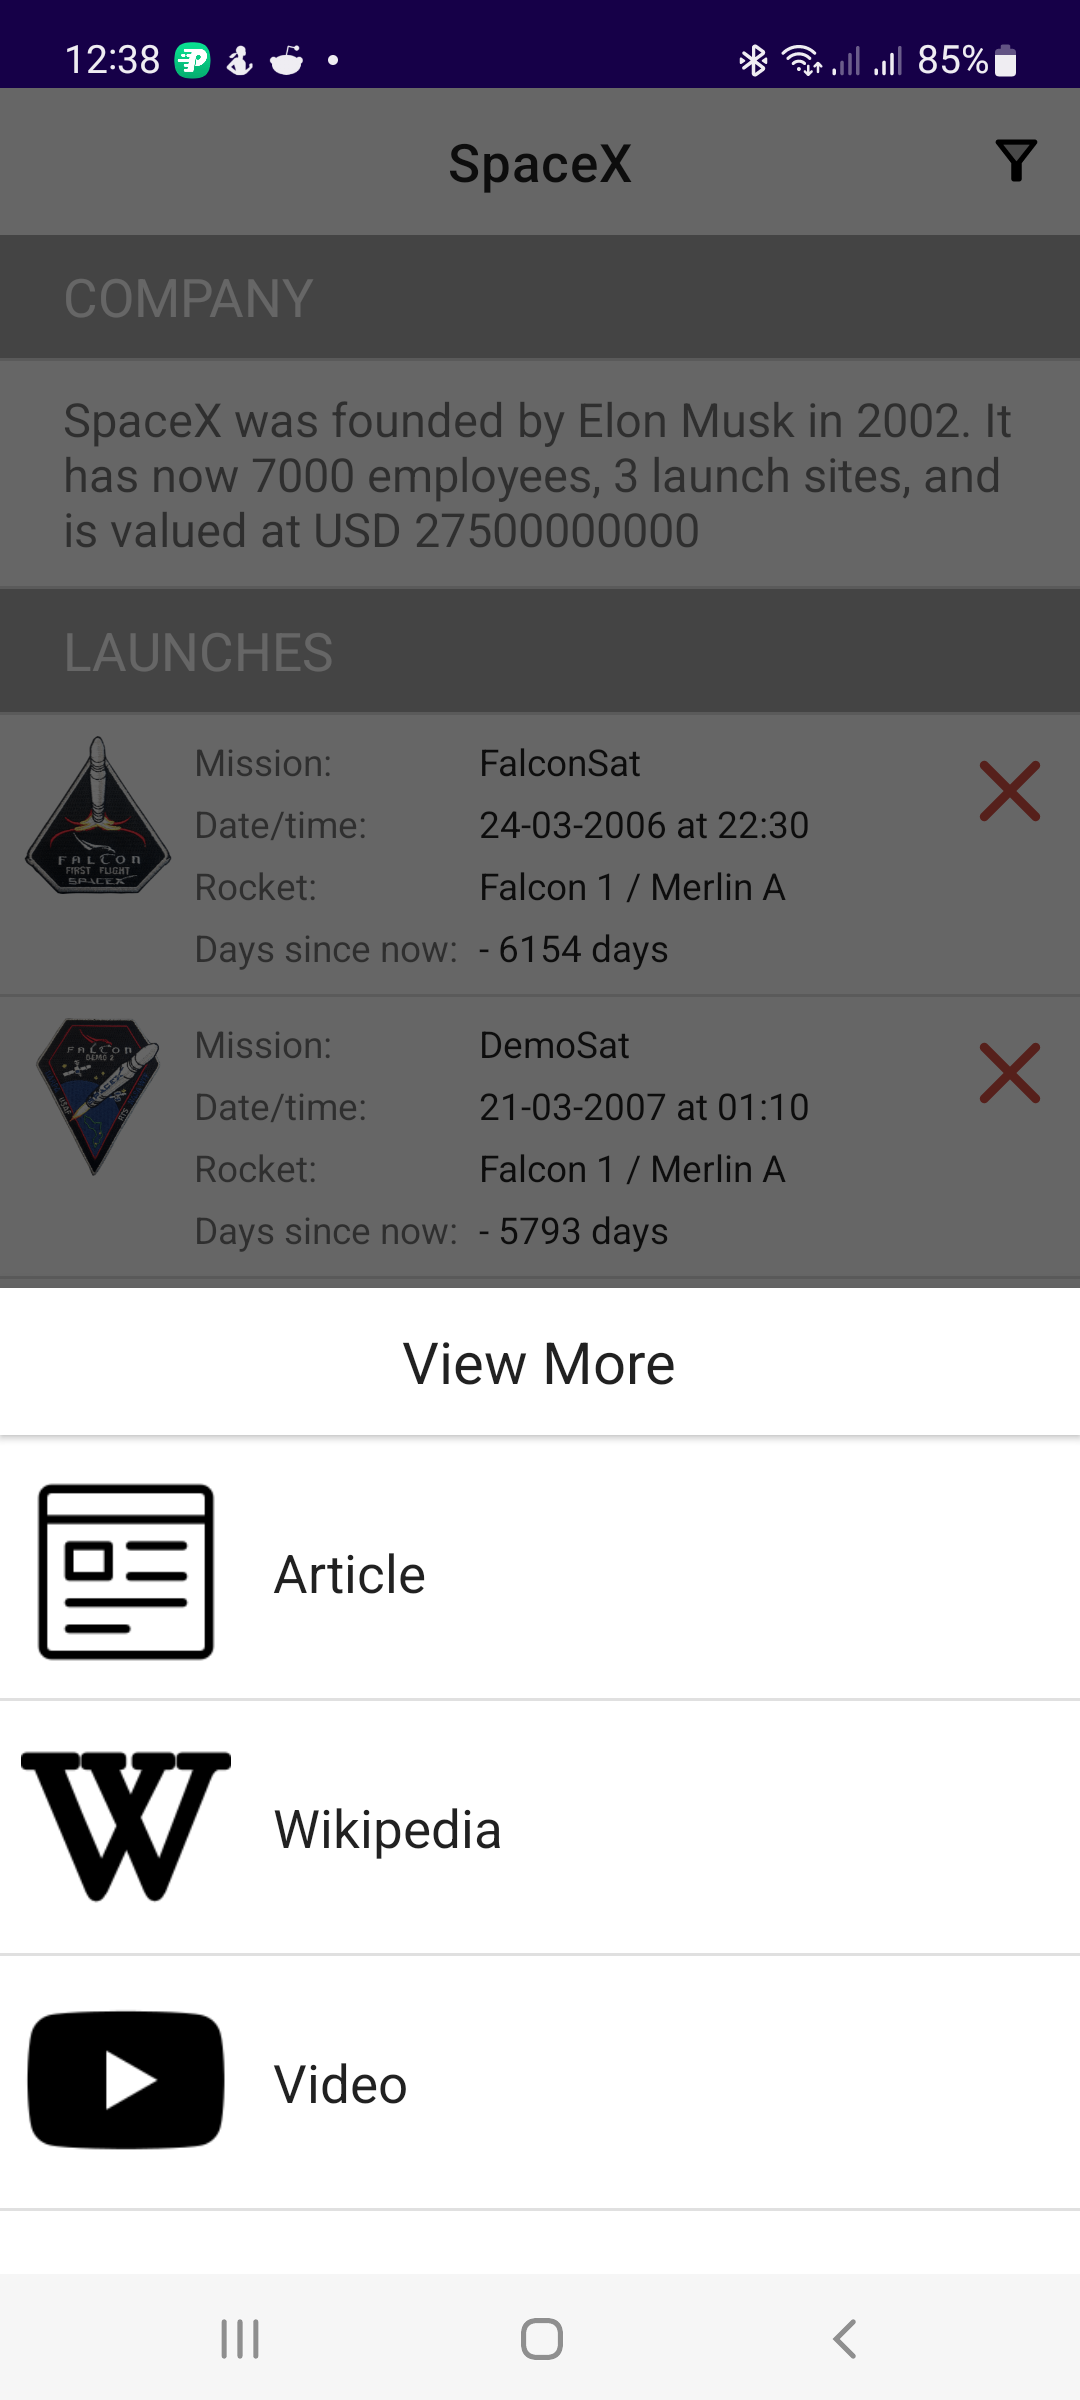 12:38 85%
SpaceX
COMPANY
SpaceX was founded by Elon Musk in 2002. It
has now 7000 employees, 3 launch sites, and
is valued at USD 27500000000
LAUNCHES
Mission: FalconSat
Date/time: 24-03-2006 at 22:30
Rocket: Falcon 1 / Merlin A
Days since now: - 6154 days
FALCON
FIRST FLIGHT
SPACEX
Mission: DemoSat
Date/time: 21-03-2007 at 01:10
Rocket: Falcon 1 / Merlin A
Days since now: - 5793 days
FALCON
DEMO 2
View More
Article
W Wikipedia
Video